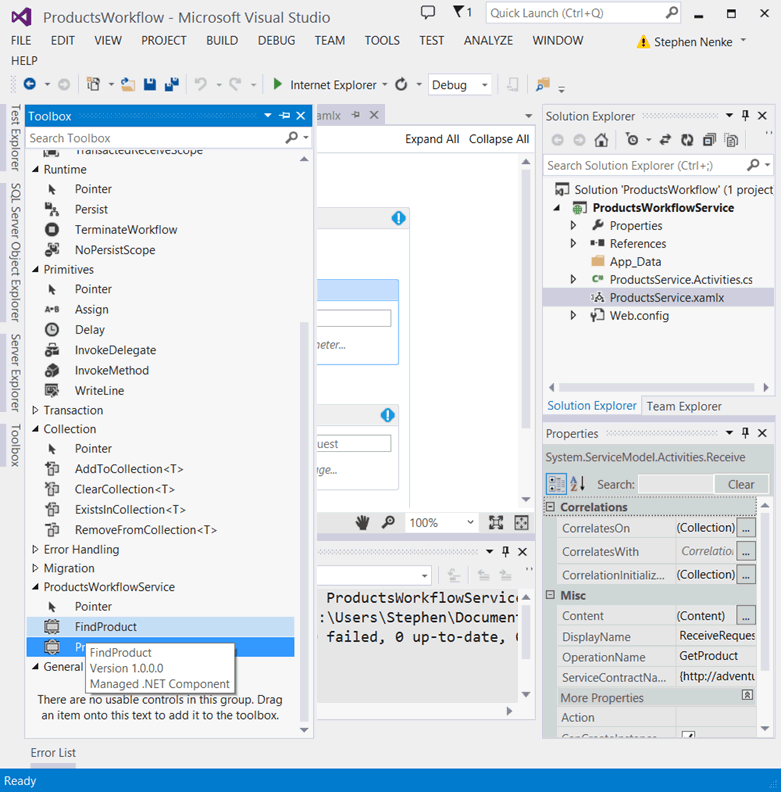 ProductsWorkflow - Microsoft Visual Studio
1
Quick Launch (Ctrl+Q)
FILE EDIT VIEW PROJECT BUILD DEBUG TEAM TOOLS TEST ANALYZE WINDOW
Stephen Nenke
HELP
Internet Explorer
Debug
Test Explorer
SQL Server Object Explorer
Server Explorer
Toolbox
Toolbox
Search Toolbox
TransactedReceiveScope
Runtime
Pointer
Persist
TerminateWorkflow
NoPersistScope
Primitives
Pointer
A+B
Assign
Delay
InvokeDelegate
InvokeMethod
WriteLine
Transaction
Collection
Pointer
AddToCollection<T>
ClearCollection<T>
ExistsInCollection<T>
RemoveFromCollection<T>
Error Handling
Migration
ProductsWorkflowService
Pointer
FindProduct
FindProduct
Version 1.0.0.0
Managed .NET Component
General
There are no usable controls in this group. Drag
an item onto this text to add it to the toolbox.
amlx
Expand All Collapse All
neter...
uest
ge...
100%
ProductsWorkflowServic
:\Users\Stephen\Document
failed, 0 up-to-date,
Solution Explorer
Search Solution Explorer (Ctrl+;)
Solution 'ProductsWorkflow' (1 project
ProductsWorkflowService
Properties
References
App_Data
C#
ProductsService.Activities.cs
ProductsService.xamlx
Web.config
Solution Explorer
Team Explorer
Properties
System.ServiceModel.Activities.Receive
Search:
Clear
Correlations
CorrelatesOn (Collection) ...
CorrelatesWith Correlation ...
CorrelationInitializ... (Collection) ...
Misc
Content (Content) ...
DisplayName ReceiveReques
OperationName GetProduct
ServiceContractNa... {http://adventu
More Properties
Action
CanCreateInstance
Error List
Ready